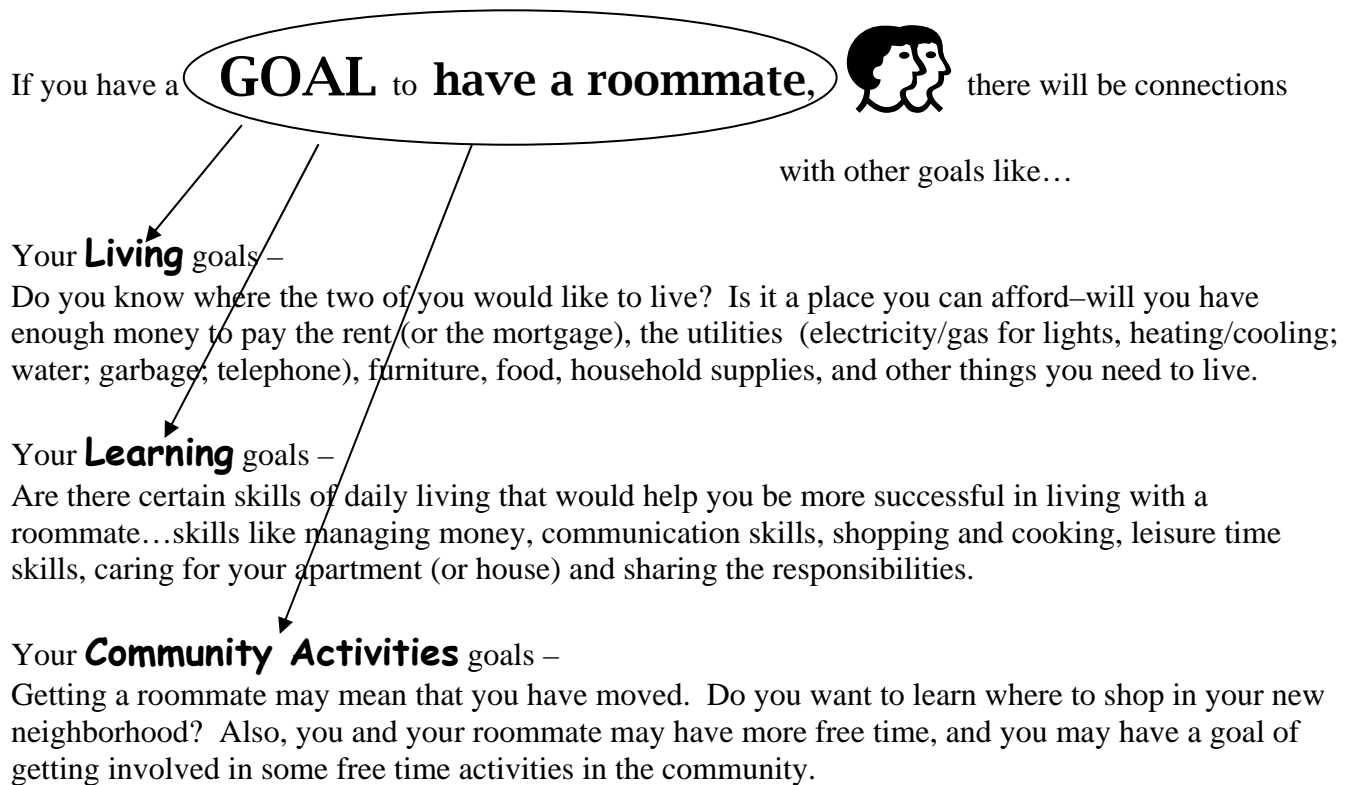 If you have a GOAL to have a roommate, there will be connections
with other goals like…
Your Living goals –
Do you know where the two of you would like to live?  Is it a place you can afford–will you have
enough money to pay the rent (or the mortgage), the utilities  (electricity/gas for lights, heating/cooling;
water; garbage; telephone), furniture, food, household supplies, and other things you need to live.
Your Learning goals –
Are there certain skills of daily living that would help you be more successful in living with a
roommate…skills like managing money, communication skills, shopping and cooking, leisure time
skills, caring for your apartment (or house) and sharing the responsibilities.
Your Community Activities goals –
Getting a roommate may mean that you have moved.  Do you want to learn where to shop in your new
neighborhood?  Also, you and your roommate may have more free time, and you may have a goal of
getting involved in some free time activities in the community.